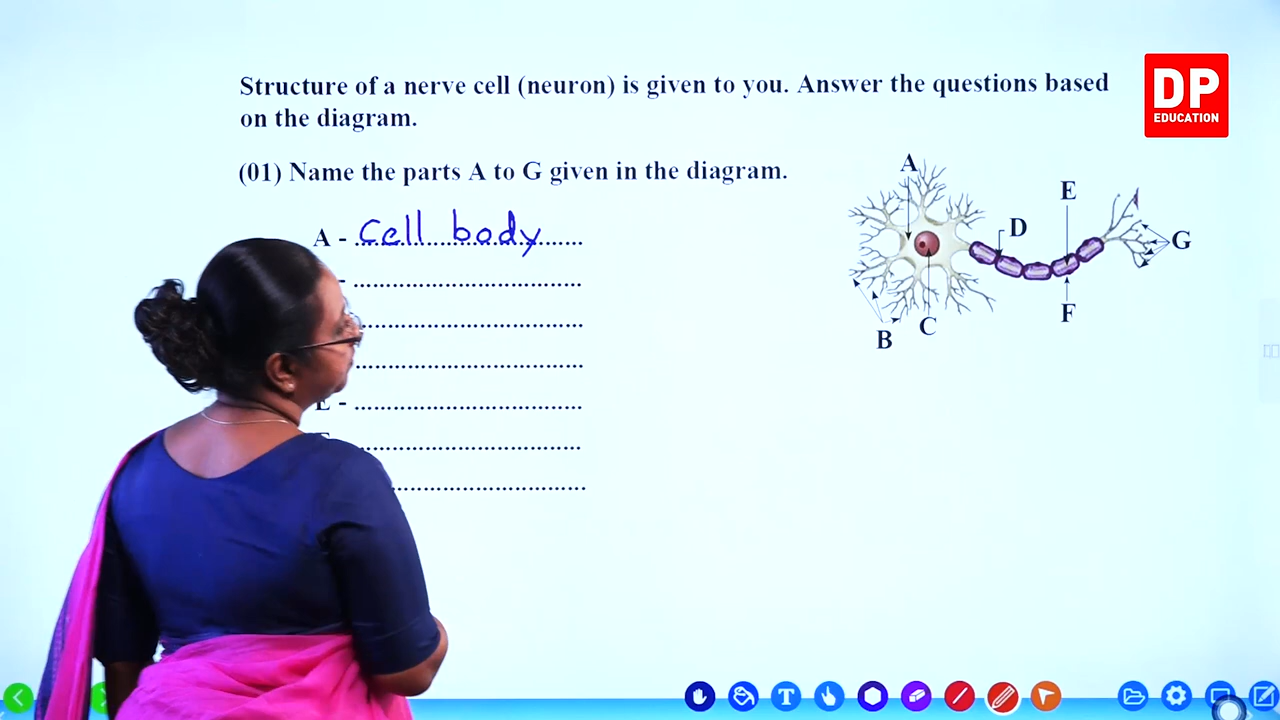 DP
EDUCATION
Structure of a nerve cell (neuron) is given to you. Answer the questions based
on the diagram.
(01) Name the parts A to G given in the diagram.
A - Cell body
E -
A
B
C
D
E
F
G
T